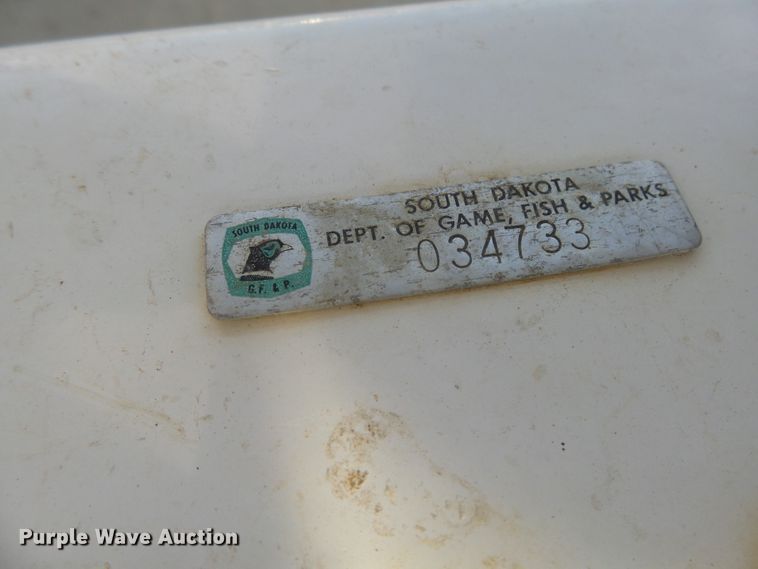 SOUTH DAKOTA
DEPT. OF GAME, FISH & PARKS
034733
SOUTH DAKOTA
G.F. & P.
Purple Wave Auction